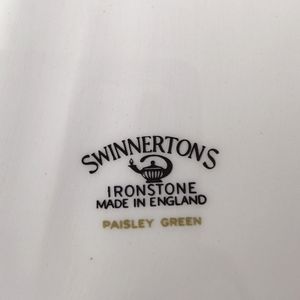 SWINNERTONS
IRONSTONE
MADE IN ENGLAND
PAISLEY GREEN